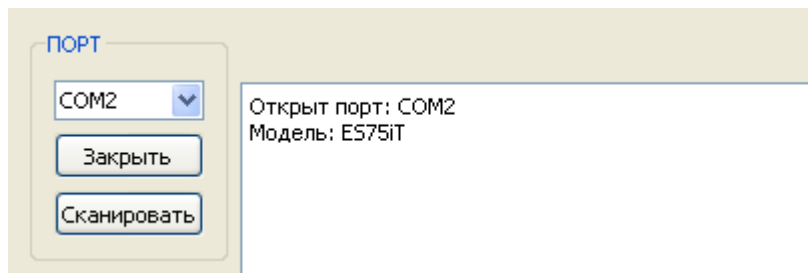 ПОРТ
COM2
Закрыть
Сканировать
Открыт порт: COM2
Модель: ES75iT